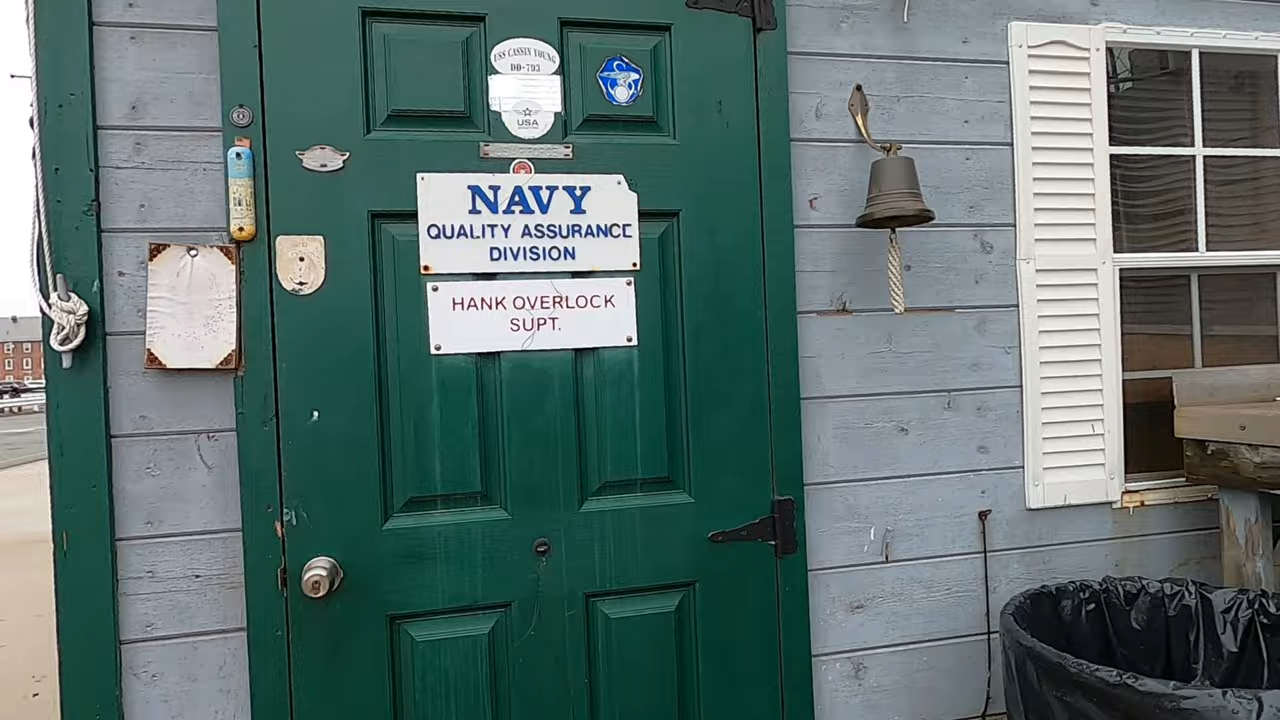 USS CASSIN YOUNG
DD-793
USA
NAVY
QUALITY ASSURANCE
DIVISION
HANK OVERLOCK
SUPT.